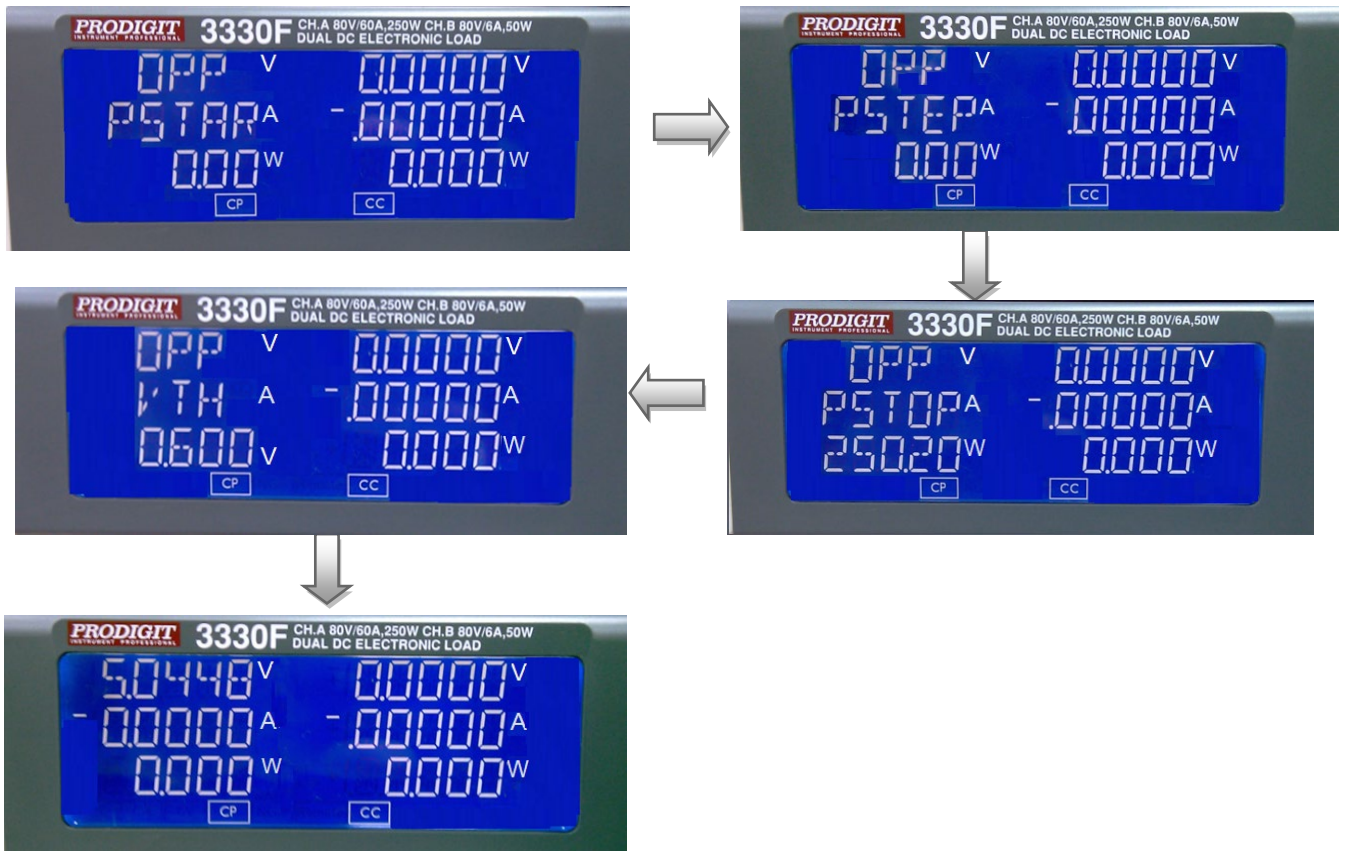 PRODIGIT
INSTRUMENT PROFESSIONAL
3330F
CH.A 80V/60A,250W CH.B 80V/6A,50W
DUAL DC ELECTRONIC LOAD
OPP V 0.0000 V
PSTAR A -.00000 A
0.00 W 0.000 W
CP CC
PRODIGIT
INSTRUMENT PROFESSIONAL
3330F
CH.A 80V/60A,250W CH.B 80V/6A,50W
DUAL DC ELECTRONIC LOAD
OPP V 0.0000 V
PSTEP A -.00000 A
0.00 W 0.000 W
CP CC
PRODIGIT
INSTRUMENT PROFESSIONAL
3330F
CH.A 80V/60A,250W CH.B 80V/6A,50W
DUAL DC ELECTRONIC LOAD
OPP V 0.0000 V
PSTOP A -.00000 A
250.20 W 0.000 W
CP CC
PRODIGIT
INSTRUMENT PROFESSIONAL
3330F
CH.A 80V/60A,250W CH.B 80V/6A,50W
DUAL DC ELECTRONIC LOAD
OPP V 0.0000 V
VTH A -.00000 A
0.600 V 0.000 W
CP CC
PRODIGIT
INSTRUMENT PROFESSIONAL
3330F
CH.A 80V/60A,250W CH.B 80V/6A,50W
DUAL DC ELECTRONIC LOAD
5.0448 V 0.0000 V
-0.0000 A -.00000 A
0.000 W 0.000 W
CP CC